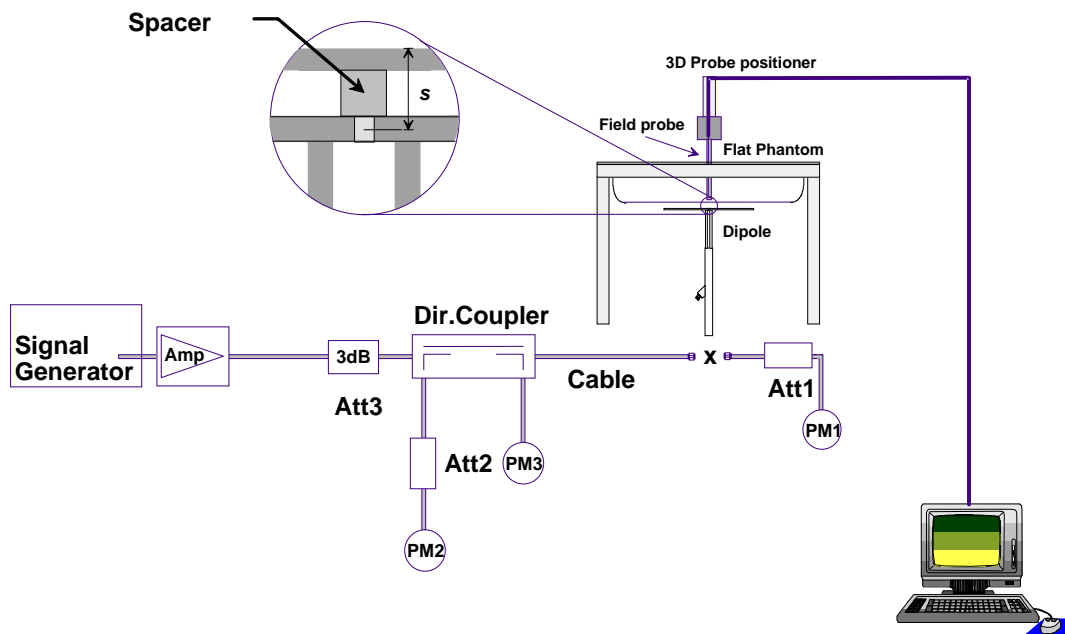 Spacer
s
3D Probe positioner
Field probe
Flat Phantom
Dipole
Dir.Coupler
Signal
Generator
Amp
3dB
Att3
Cable
x
Att1
PM1
Att2
PM3
PM2